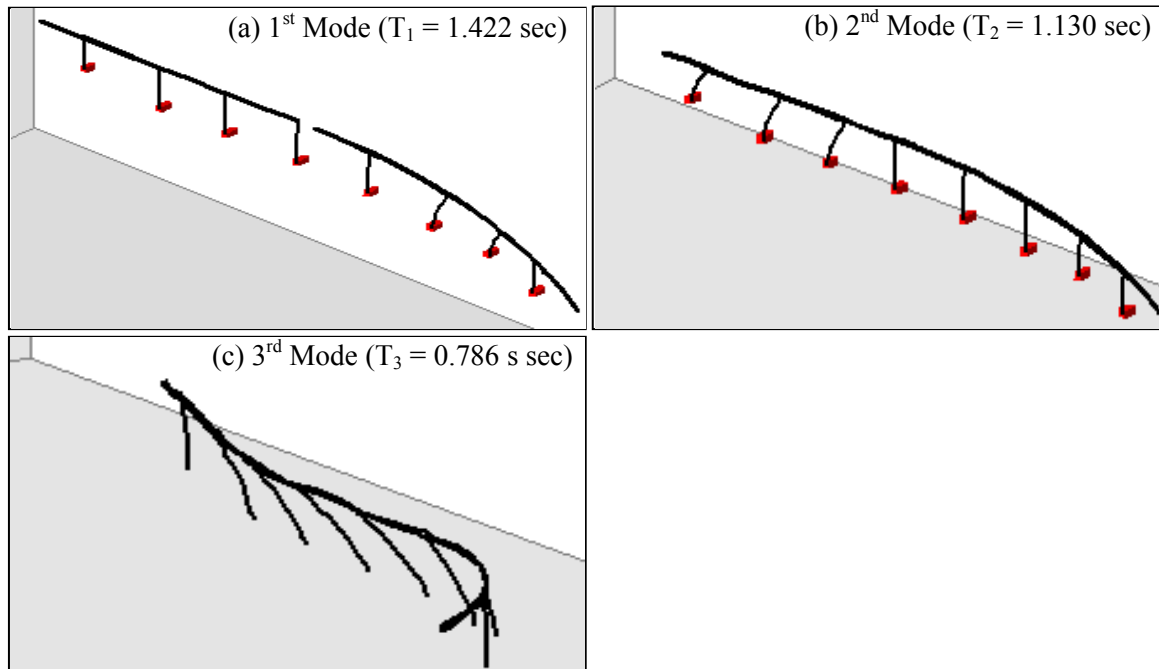 (a) 1st Mode (T1 = 1.422 sec)
(b) 2nd Mode (T2 = 1.130 sec)
(c) 3rd Mode (T3 = 0.786 s sec)